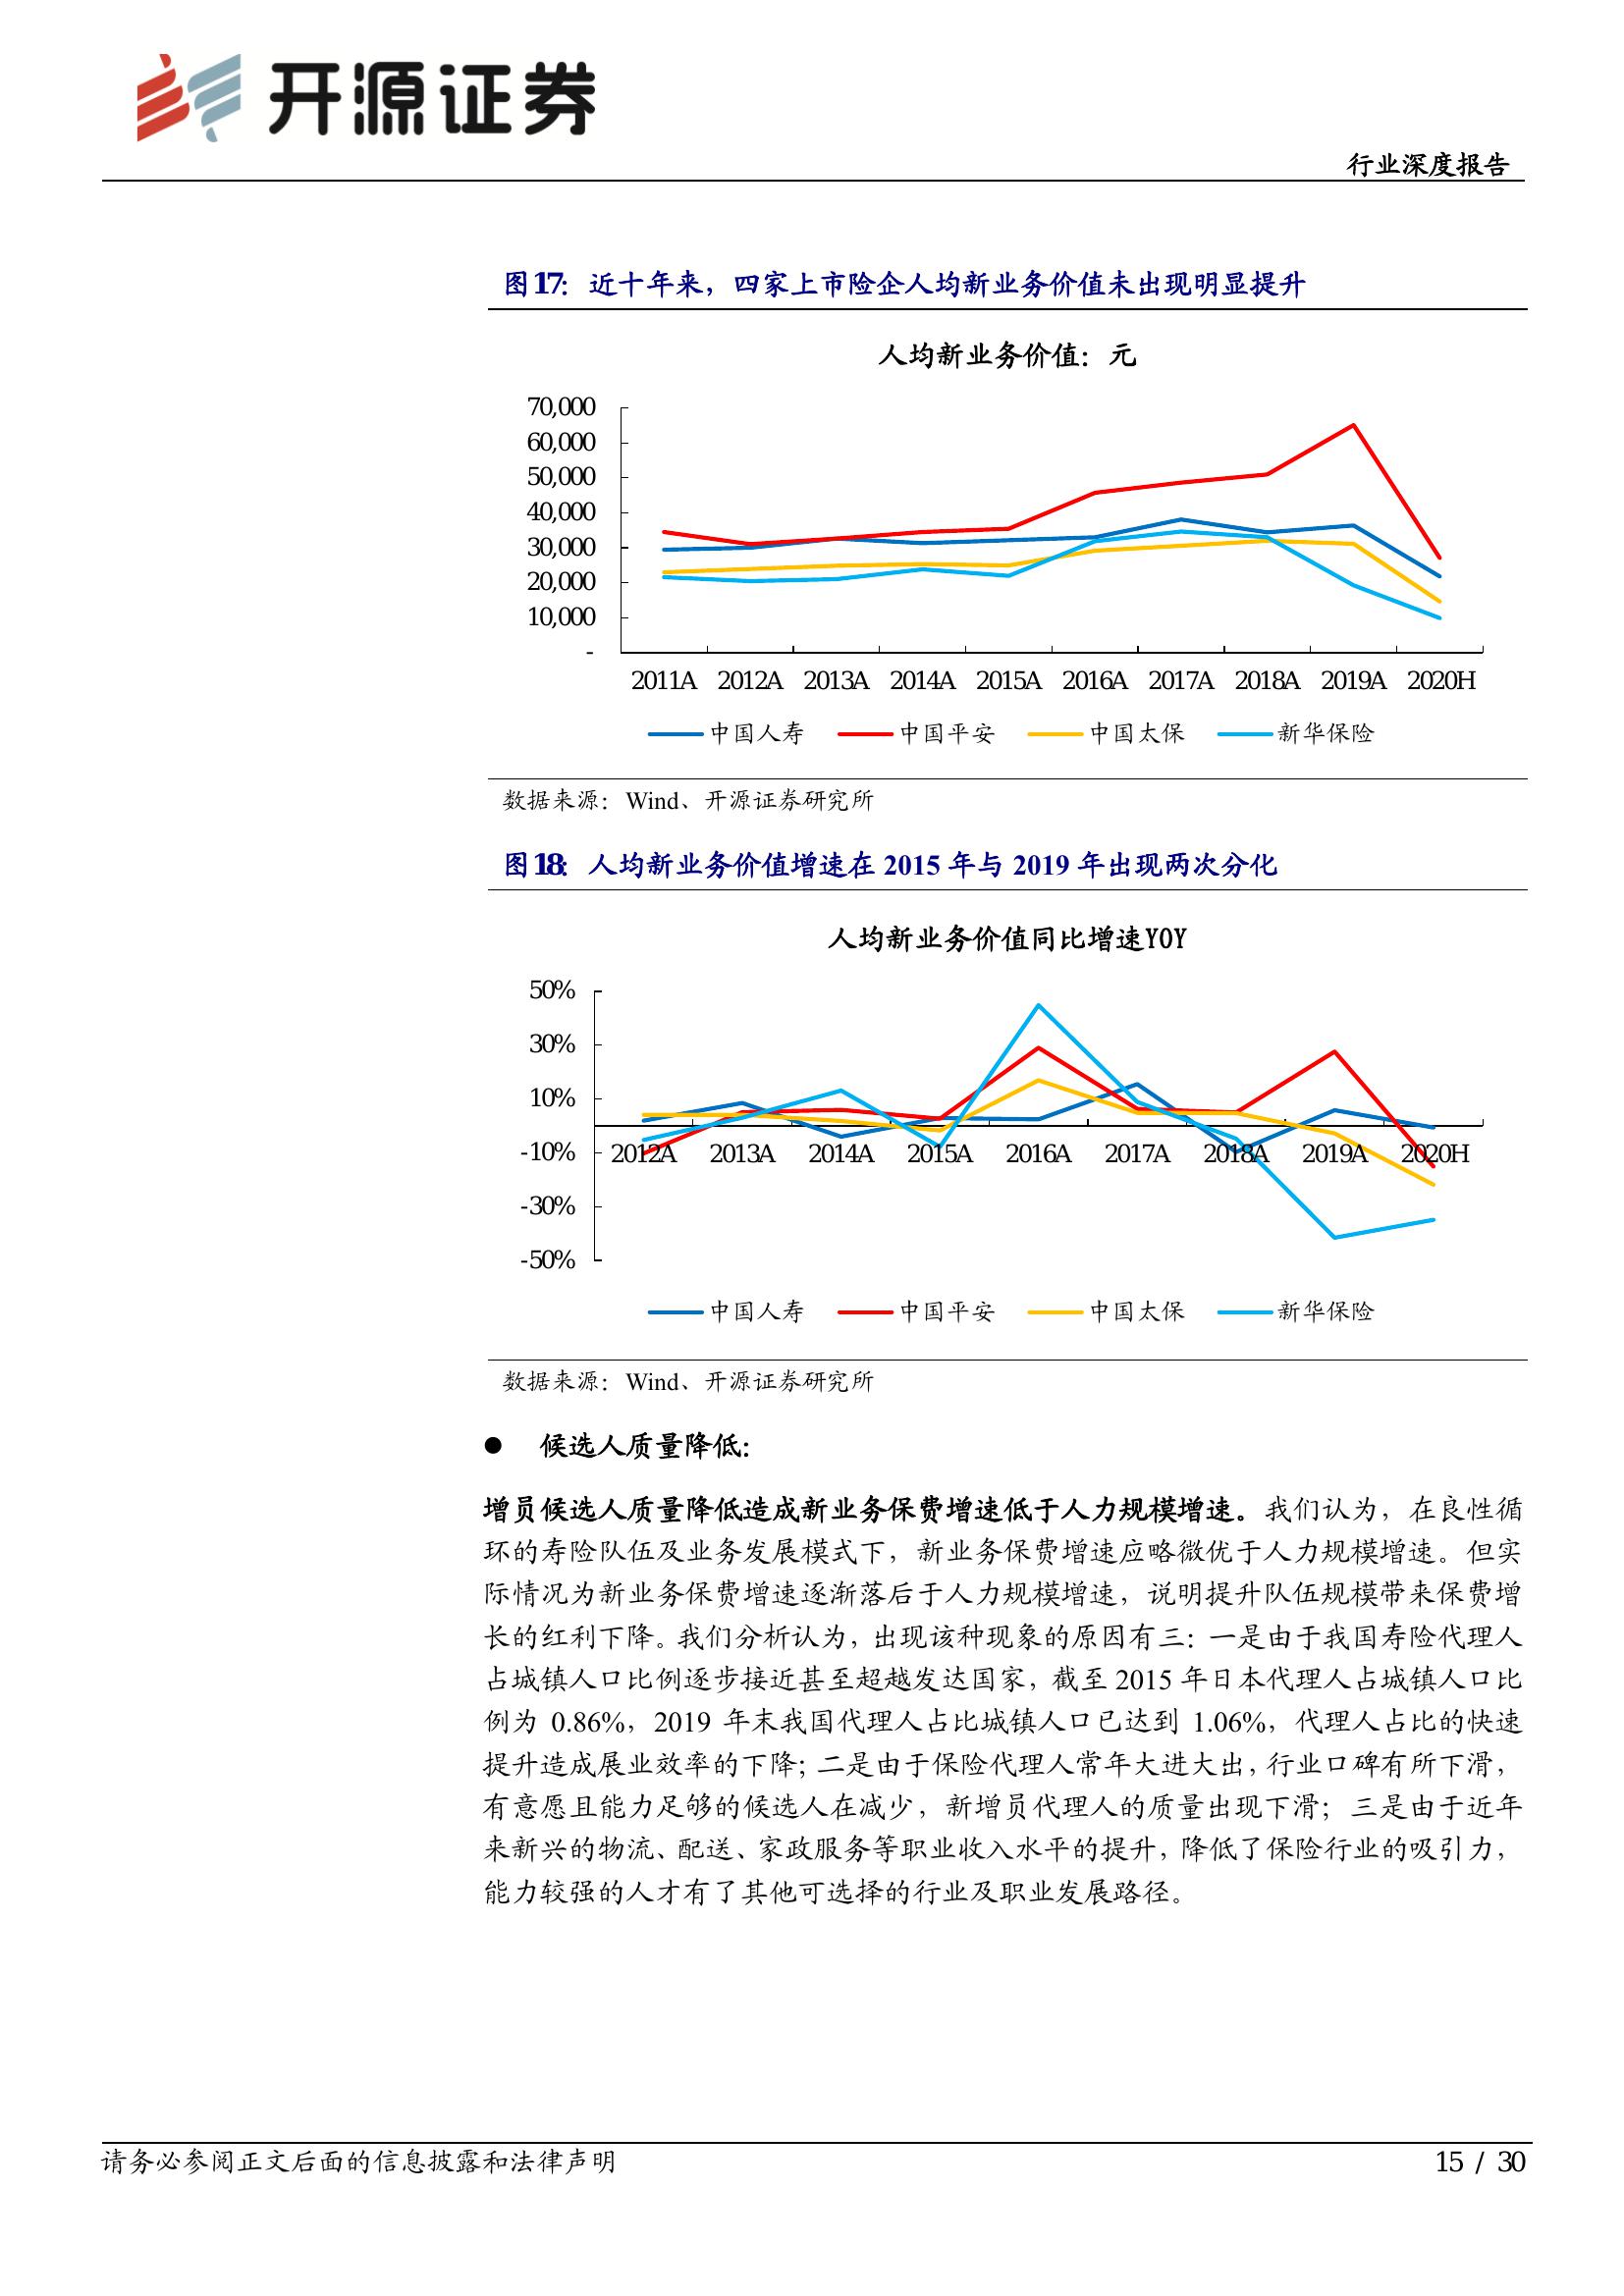 开源证券
行业深度报告
图17：近十年来，四家上市险企人均新业务价值未出现明显提升
人均新业务价值：元
70,000
60,000
50,000
40,000
30,000
20,000
10,000
-
2011A 2012A 2013A 2014A 2015A 2016A 2017A 2018A 2019A 2020H
中国人寿 中国平安 中国太保 新华保险
数据来源：Wind、开源证券研究所
图18：人均新业务价值增速在 2015 年与 2019 年出现两次分化
人均新业务价值同比增速YOY
50%
30%
10%
-10%
-30%
-50%
2012A 2013A 2014A 2015A 2016A 2017A 2018A 2019A 2020H
中国人寿 中国平安 中国太保 新华保险
数据来源：Wind、开源证券研究所
● 候选人质量降低：
增员候选人质量降低造成新业务保费增速低于人力规模增速。我们认为，在良性循
环的寿险队伍及业务发展模式下，新业务保费增速应略微优于人力规模增速。但实
际情况为新业务保费增速逐渐落后于人力规模增速，说明提升队伍规模带来保费增
长的红利下降。我们分析认为，出现该种现象的原因有三：一是由于我国寿险代理人
占城镇人口比例逐步接近甚至超越发达国家，截至 2015 年日本代理人占城镇人口比
例为 0.86%，2019 年末我国代理人占比城镇人口已达到 1.06%，代理人占比的快速
提升造成展业效率的下降；二是由于保险代理人常年大进大出，行业口碑有所下滑，
有意愿且能力足够的候选人在减少，新增员代理人的质量出现下滑；三是由于近年
来新兴的物流、配送、家政服务等职业收入水平的提升，降低了保险行业的吸引力，
能力较强的人才有了其他可选择的行业及职业发展路径。
请务必参阅正文后面的信息披露和法律声明
15 / 30